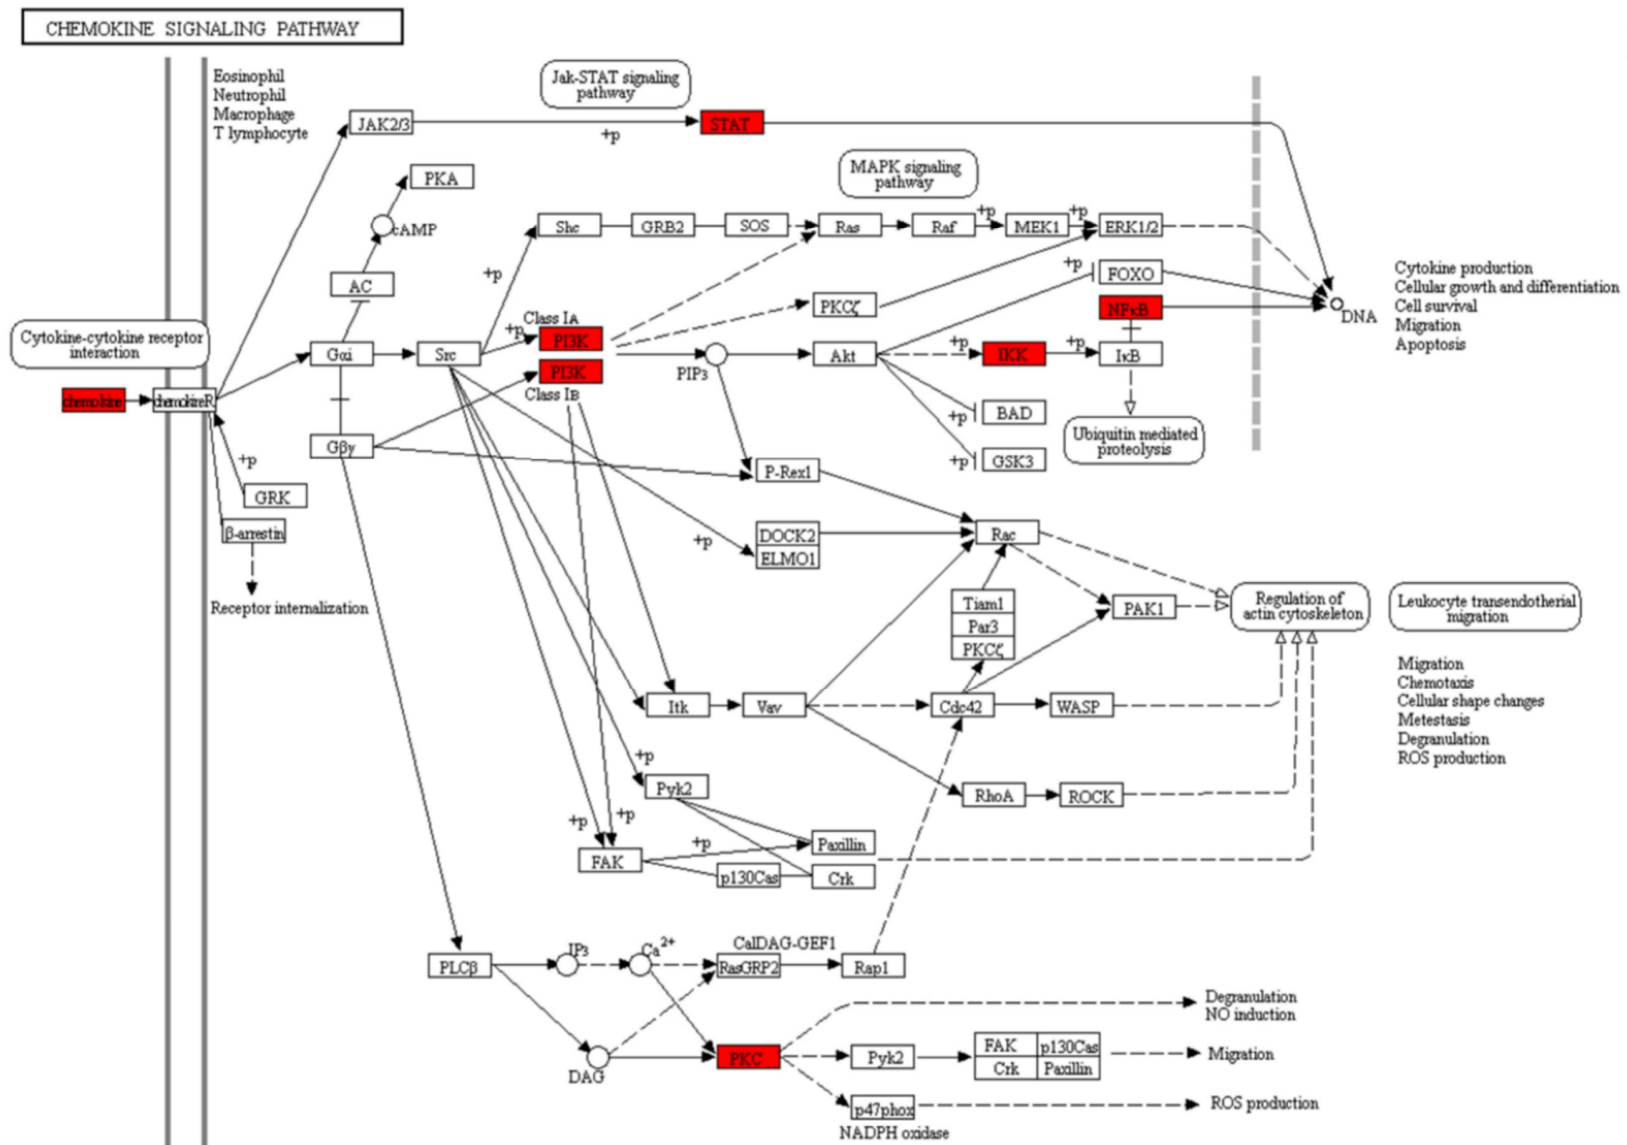 CHEMOKINE SIGNALING PATHWAY
Eosinophil
Neutrophil
Macrophage
T lymphocyte
Jak-STAT signaling
pathway
JAK2/3
+p
STAT
MAPK signaling
pathway
PKA
cAMP
AC
+p
Shc
GRB2
SOS
Ras
Raf
+p
MEK1
+p
ERK1/2
+p
FOXO
PKCζ
NFκB
DNA
Cytokine production
Cellular growth and differentiation
Cell survival
Migration
Apoptosis
Cytokine-cytokine receptor
interaction
Gαi
Src
Class IA
+p
PI3K
PI3K
Class IB
PIP3
Akt
+p
IKK
+p
IκB
chemokine
chemokineR
+p
BAD
Ubiquitin mediated
proteolysis
Gβγ
+p
GSK3
+p
GRK
P-Rex1
β-arrestin
Receptor internalization
+p
DOCK2
ELMO1
Rac
Tiam1
Par3
PKCζ
PAK1
Regulation of
actin cytoskeleton
Leukocyte transendotherial
migration
Migration
Chemotaxis
Cellular shape changes
Metestasis
Degranulation
ROS production
Itk
Vav
Cdc42
WASP
+p
Pyk2
RhoA
ROCK
+p
+p
FAK
+p
Paxillin
p130Cas
Crk
PLCβ
IP3
Ca2+
CalDAG-GEF1
RasGRP2
Rap1
DAG
PKC
Degranulation
NO induction
Pyk2
FAK
p130Cas
Crk
Paxillin
Migration
p47phox
NADPH oxidase
ROS production